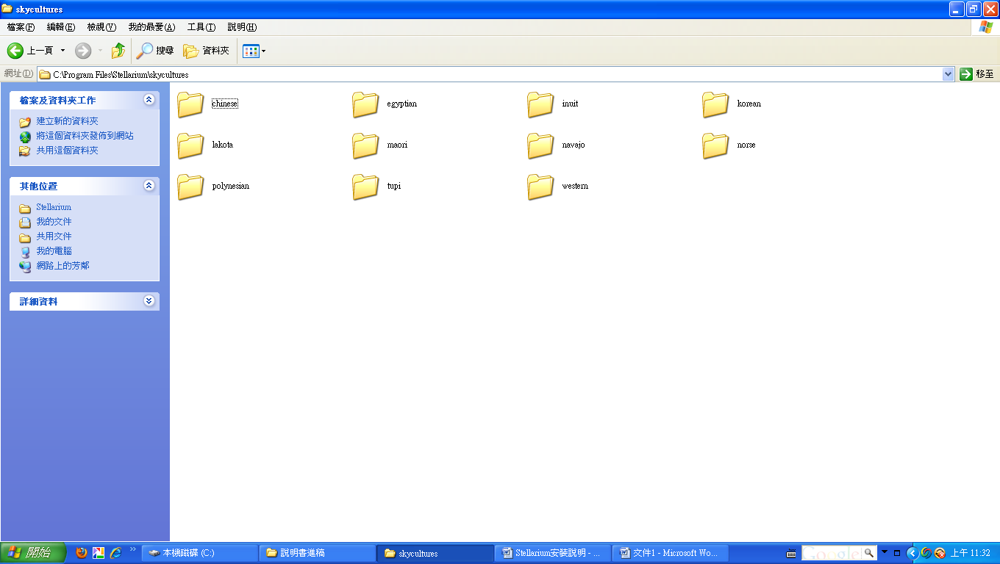 skycultures
檔案(F) 編輯(E) 檢視(V) 我的最愛(A) 工具(T) 說明(H)
上一頁 搜尋 資料夾
網址(D) C:\Program Files\Stellarium\skycultures 移至
檔案及資料夾工作
建立新的資料夾
將這個資料夾發佈到網站
共用這個資料夾
其他位置
Stellarium
我的文件
共用文件
我的電腦
網路上的芳鄰
詳細資料
chinese egyptian inuit korean
lakota maori navajo norse
polynesian tupi western
開始 本機磁碟 (C:) 說明書進稿 skycultures Stellarium安裝說明 - ... 文件1 - Microsoft Wo... Google 上午 11:32